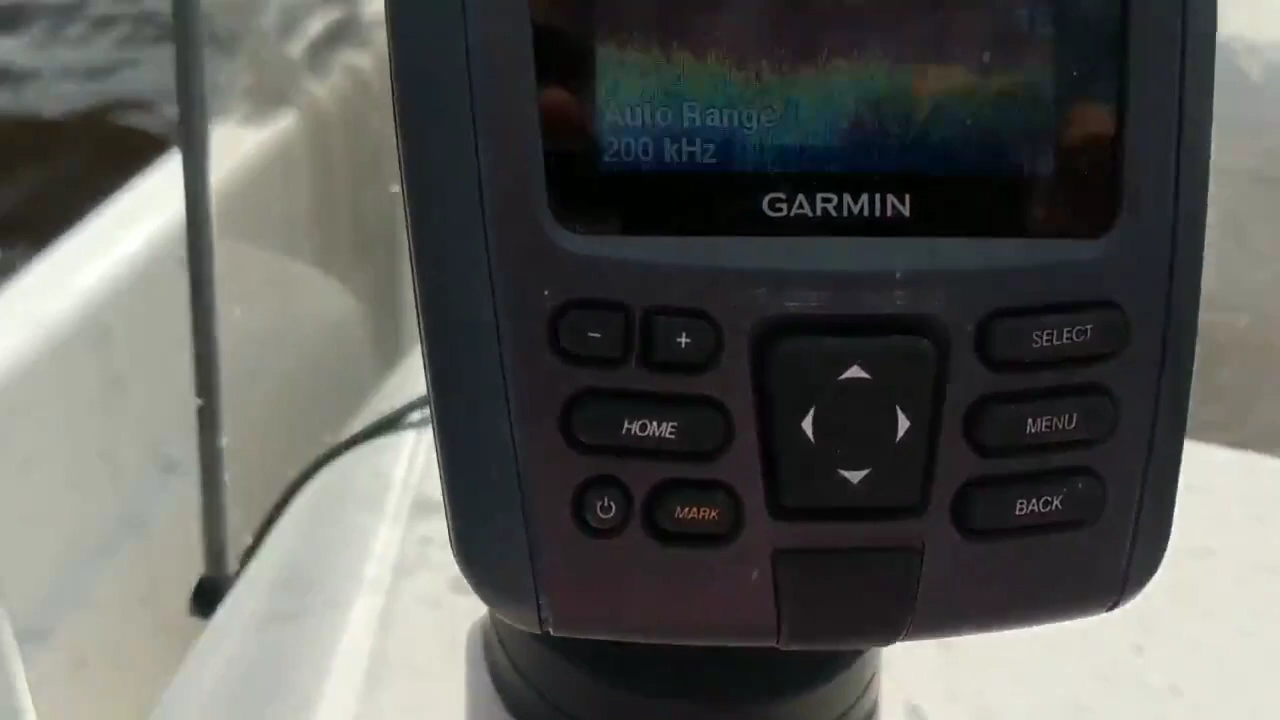 Auto Range
200 kHz
GARMIN
- +
SELECT
HOME
MENU
MARK
BACK